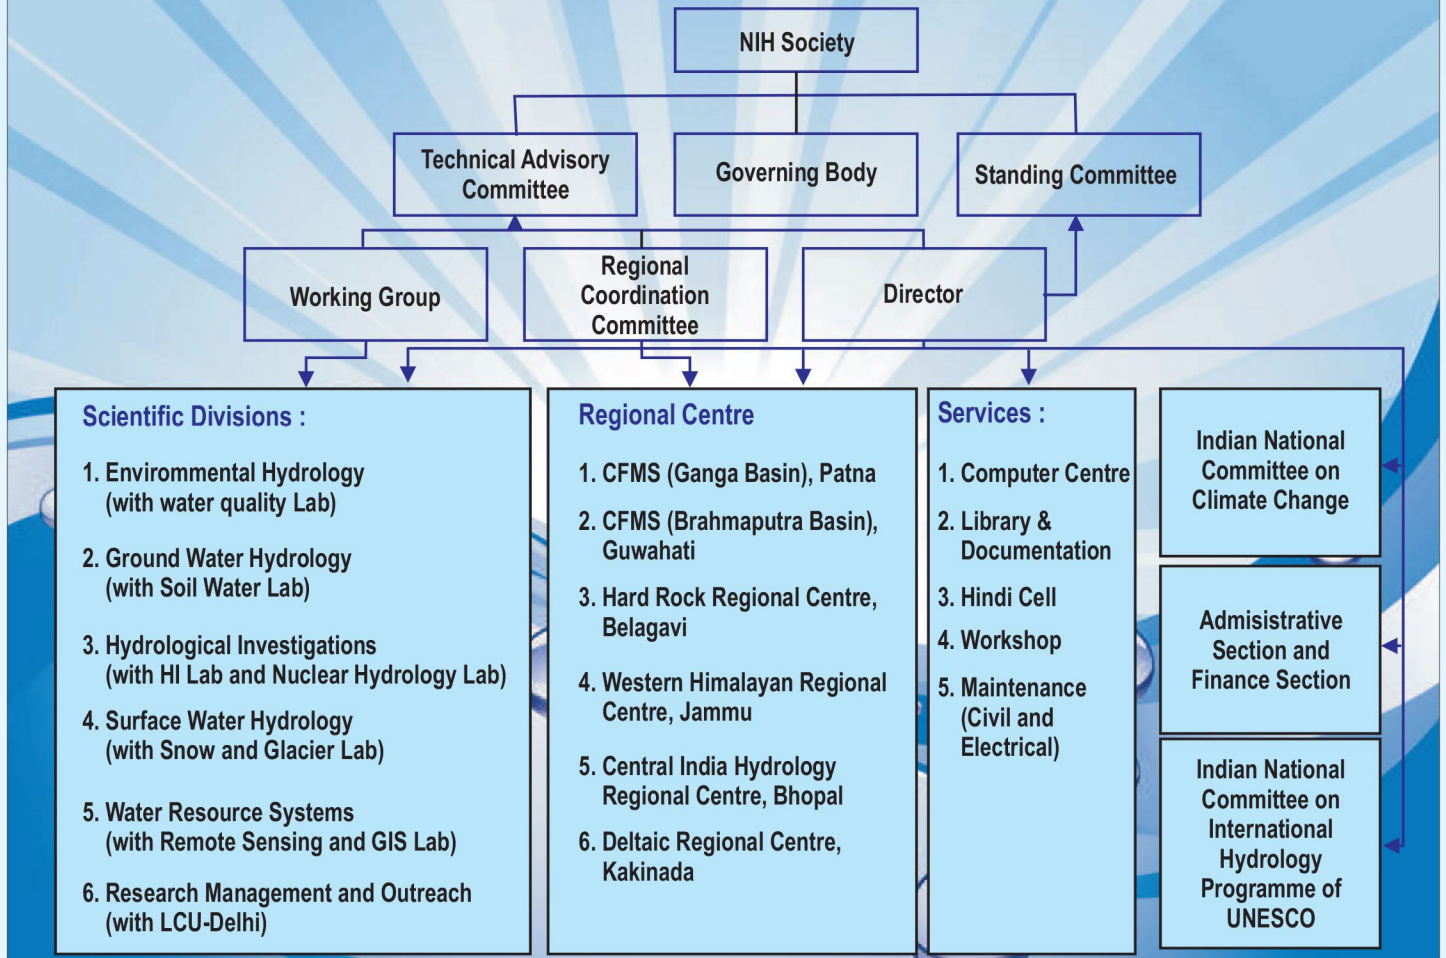 NIH Society
Technical Advisory
Committee
Governing Body
Standing Committee
Working Group
Regional
Coordination
Committee
Director
Scientific Divisions :
1. Envirommental Hydrology
(with water quality Lab)
2. Ground Water Hydrology
(with Soil Water Lab)
3. Hydrological Investigations
(with HI Lab and Nuclear Hydrology Lab)
4. Surface Water Hydrology
(with Snow and Glacier Lab)
5. Water Resource Systems
(with Remote Sensing and GIS Lab)
6. Research Management and Outreach
(with LCU-Delhi)
Regional Centre
1. CFMS (Ganga Basin), Patna
2. CFMS (Brahmaputra Basin),
Guwahati
3. Hard Rock Regional Centre,
Belagavi
4. Western Himalayan Regional
Centre, Jammu
5. Central India Hydrology
Regional Centre, Bhopal
6. Deltaic Regional Centre,
Kakinada
Services :
1. Computer Centre
2. Library &
Documentation
3. Hindi Cell
4. Workshop
5. Maintenance
(Civil and
Electrical)
Indian National
Committee on
Climate Change
Admisistrative
Section and
Finance Section
Indian National
Committee on
International
Hydrology
Programme of
UNESCO